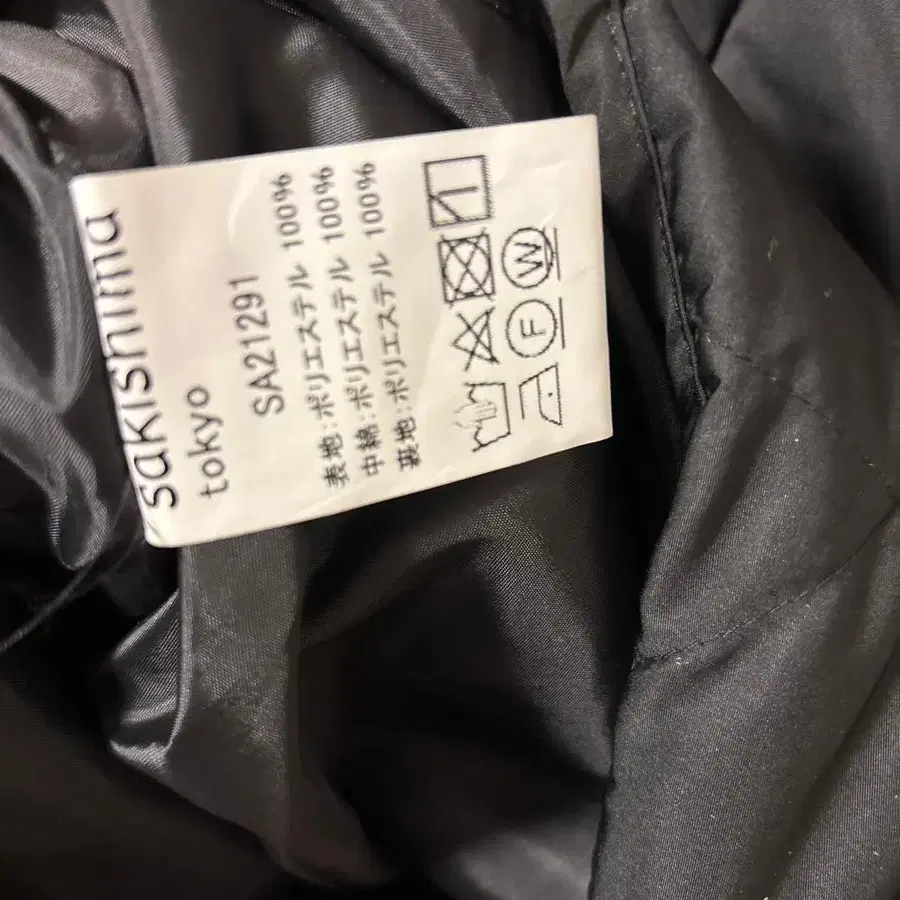 sakishima
tokyo
SA21291
表地:ポリエステル 100%
中綿:ポリエステル 100%
裏地:ポリエステル 100%
F W